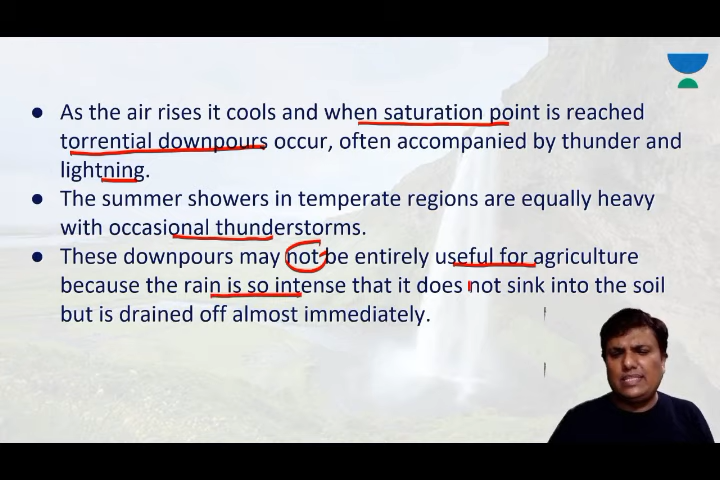 ● As the air rises it cools and when saturation point is reached
torrential downpours occur, often accompanied by thunder and
lightning.
● The summer showers in temperate regions are equally heavy
with occasional thunderstorms.
● These downpours may not be entirely useful for agriculture
because the rain is so intense that it does not sink into the soil
but is drained off almost immediately.